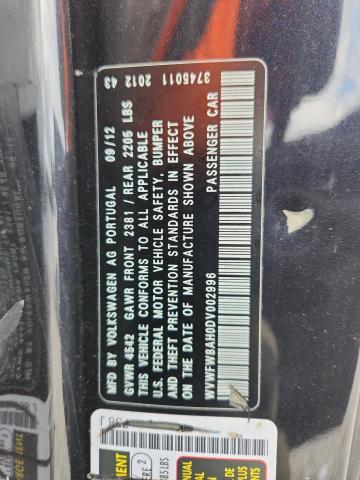 MFD BY VOLKSWAGEN AG PORTUGAL 09/12
GVWR 4542 GAWR FRONT 2381 / REAR 2205 LBS
THIS VEHICLE CONFORMS TO ALL APPLICABLE
U.S. FEDERAL MOTOR VEHICLE SAFETY, BUMPER
AND THEFT PREVENTION STANDARDS IN EFFECT
ON THE DATE OF MANUFACTURE SHOWN ABOVE
WVWFW8AH0DV002996 PASSENGER CAR
3745011 2012 43